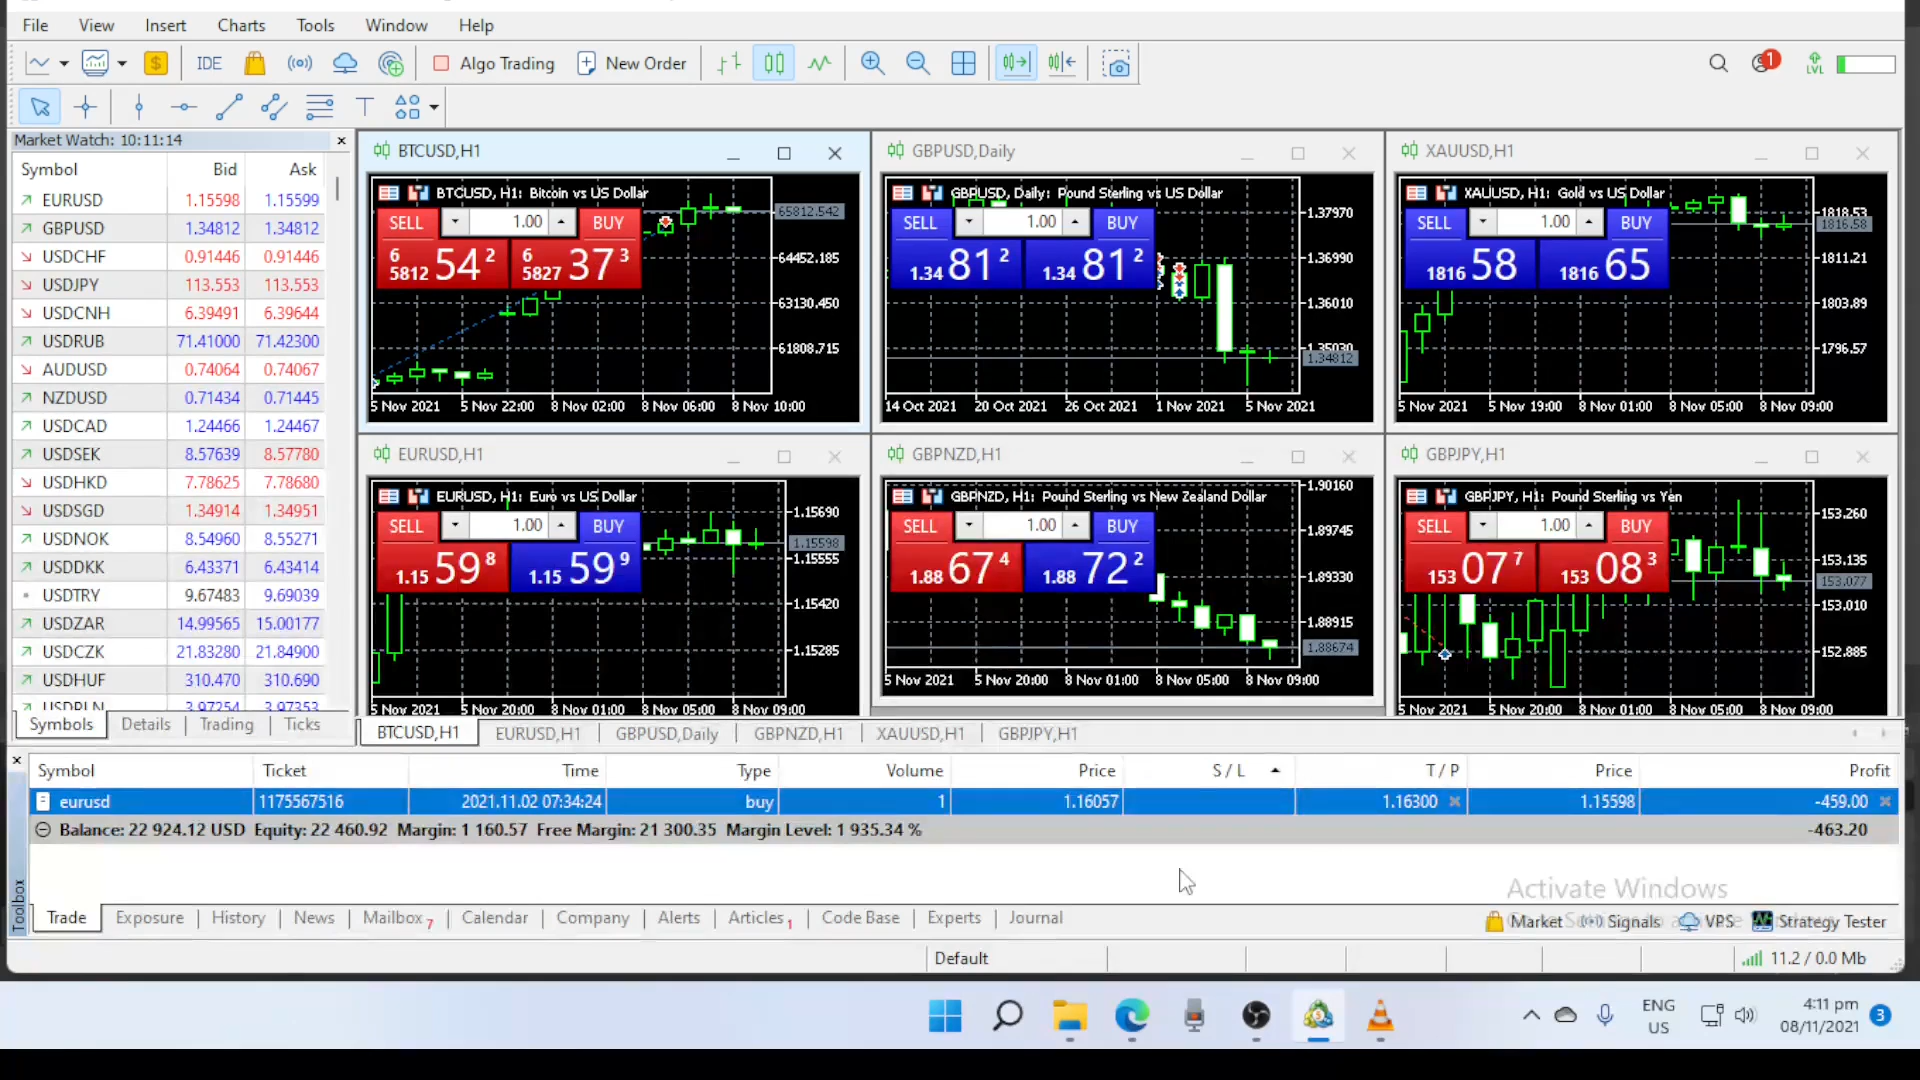 File View Insert Charts Tools Window Help
IDE Algo Trading New Order 1 LVL
Market Watch: 10:11:14
Symbol Bid Ask
EURUSD 1.15598 1.15599
GBPUSD 1.34812 1.34812
USDCHF 0.91446 0.91446
USDJPY 113.553 113.553
USDCNH 6.39491 6.39644
USDRUB 71.41000 71.42300
AUDUSD 0.74064 0.74067
NZDUSD 0.71434 0.71445
USDCAD 1.24466 1.24467
USDSEK 8.57639 8.57780
USDHKD 7.78625 7.78680
USDSGD 1.34914 1.34951
USDNOK 8.54960 8.55271
USDDKK 6.43371 6.43414
USDTRY 9.67483 9.69039
USDZAR 14.99565 15.00177
USDCZK 21.83280 21.84900
USDHUF 310.470 310.690
USDPLN 3.97254 3.97353
Symbols Details Trading Ticks
BTCUSD,H1
BTCUSD, H1: Bitcoin vs US Dollar
SELL 1.00 BUY
6 5812 54 2 6 5827 37 3
65812.542
64452.185
63130.450
61808.715
5 Nov 2021 5 Nov 22:00 8 Nov 02:00 8 Nov 06:00 8 Nov 10:00
GBPUSD,Daily
GBPUSD, Daily: Pound Sterling vs US Dollar
SELL 1.00 BUY
1.34 81 2 1.34 81 2
1.37970
1.36990
1.36010
1.35030
1.34812
14 Oct 2021 20 Oct 2021 26 Oct 2021 1 Nov 2021 5 Nov 2021
XAUUSD,H1
XAUUSD, H1: Gold vs US Dollar
SELL 1.00 BUY
1816 58 1816 65
1818.53
1816.58
1811.21
1803.89
1796.57
5 Nov 2021 5 Nov 19:00 8 Nov 01:00 8 Nov 05:00 8 Nov 09:00
EURUSD,H1
EURUSD, H1: Euro vs US Dollar
SELL 1.00 BUY
1.15 59 8 1.15 59 9
1.15690
1.15598
1.15555
1.15420
1.15285
5 Nov 2021 5 Nov 20:00 8 Nov 01:00 8 Nov 05:00 8 Nov 09:00
GBPNZD,H1
GBPNZD, H1: Pound Sterling vs New Zealand Dollar
SELL 1.00 BUY
1.88 67 4 1.88 72 2
1.90160
1.89745
1.89330
1.88915
1.88674
5 Nov 2021 5 Nov 20:00 8 Nov 01:00 8 Nov 05:00 8 Nov 09:00
GBPJPY,H1
GBPJPY, H1: Pound Sterling vs Yen
SELL 1.00 BUY
153 07 7 153 08 3
153.260
153.135
153.077
153.010
152.885
5 Nov 2021 5 Nov 20:00 8 Nov 01:00 8 Nov 05:00 8 Nov 09:00
BTCUSD,H1 EURUSD,H1 GBPUSD,Daily GBPNZD,H1 XAUUSD,H1 GBPJPY,H1
Symbol Ticket Time Type Volume Price S / L T / P Price Profit
eurusd 1175567516 2021.11.02 07:34:24 buy 1 1.16057 1.16300 1.15598 -459.00
Balance: 22 924.12 USD Equity: 22 460.92 Margin: 1 160.57 Free Margin: 21 300.35 Margin Level: 1 935.34 % -463.20
Activate Windows
Toolbox
Trade Exposure History News Mailbox 7 Calendar Company Alerts Articles 1 Code Base Experts Journal
Market Signals VPS Strategy Tester
Default 11.2 / 0.0 Mb
ENG
US
4:11 pm
08/11/2021
3